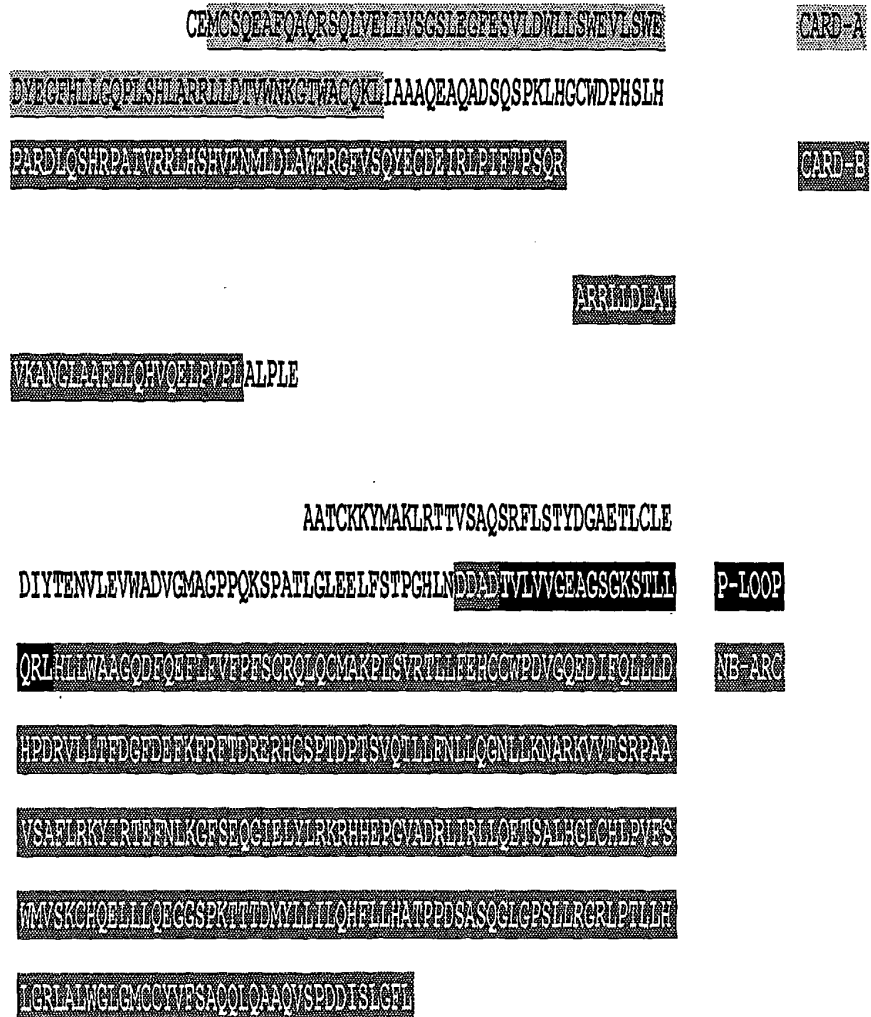 CEMCSQEAFQAQRSQLVELLVSGSLEGFESVLDWLLSWEVLSWE CARD-A
DYEGFHLLGQPLSHLARRLLDTVWNKGTWACQKLIAAAQEAQADSQSPKLHGCWDPHSLH
PARDLQSHRPAIVRRLHSHVENMLDLAWERGFVSQYECDEIRLPIFTPSQR CARD-B
ARRLLDLAT
VKANGLAAFLLQHVQELPVPLALPLE
AATCKKYMAKLRTTVSAQSRFLSTYDGAETLCLE
DIYTENVLEVWADVGMAGPPQKSPATLGLEELFSTPGHLNDDADTVLVVGEAGSGKSTLL P-LOOP
QRLHLLWAAGQDFQEFLFVFPFSCRQLQCMAKPLSVRTLLFEHCCWPDVGQEDIFQLLLD NB-ARC
HPDRVLLTFDGFDEFKFRFTDRERHCSPTDPTSVQTLLFNLLQGNLLKNARKVVTSRPAA
VSAFLRKYIRTEFNLKGFSEQGIELYLRKRHHEPGVADRLIRLLQETSALHGLCHLPVFS
WMVSKCHQELLLQEGGSPKTTTDMYLLILQHFLLHATPPDSASQGLGPSLLRGRLPTLLH
LGRLALWGLGMCCYVFSAQQLQAAQVSPDDISLGFL